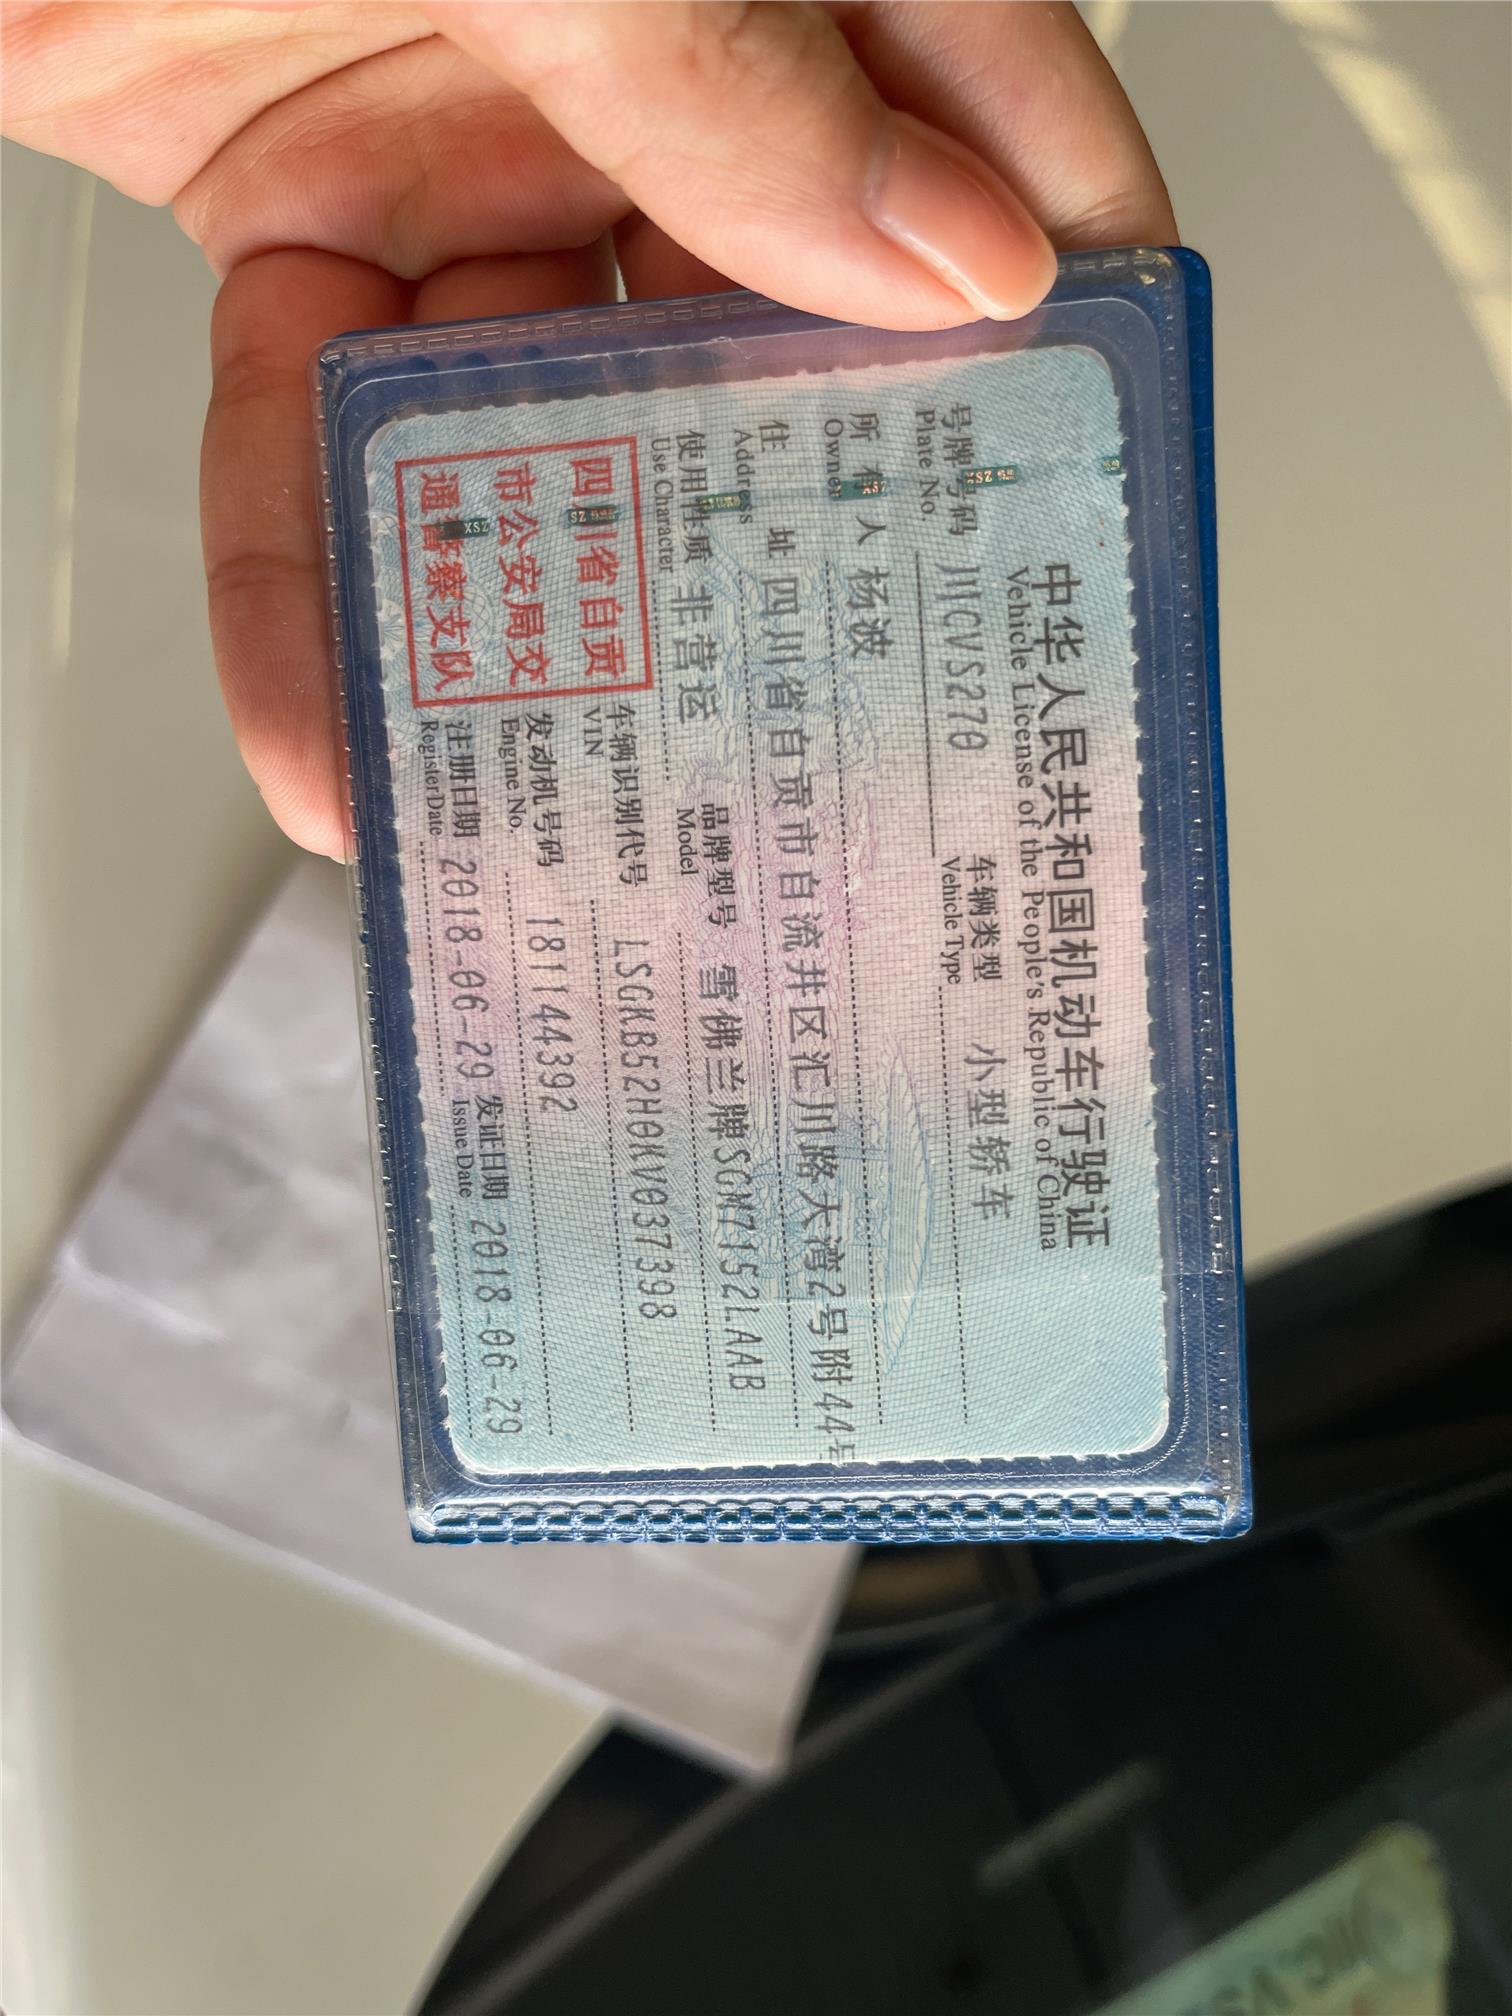 中华人民共和国机动车行驶证
Vehicle License of the People's Republic of China
号牌号码 川CVS270 车辆类型 小型轿车
Plate No. Vehicle Type
所有人 杨波
Owner
住址 四川省自贡市自流井区汇川路大湾2号附44号
Address
使用性质 非营运 品牌型号 雪佛兰牌SGM7152LAAB
Use Character Model
四川省自贡
市公安局交
通警察支队
车辆识别代号 LSGKB52H0KV037398
VIN
发动机号码 181144392
Engine No.
注册日期 2018-06-29 发证日期 2018-06-29
Register Date Issue Date